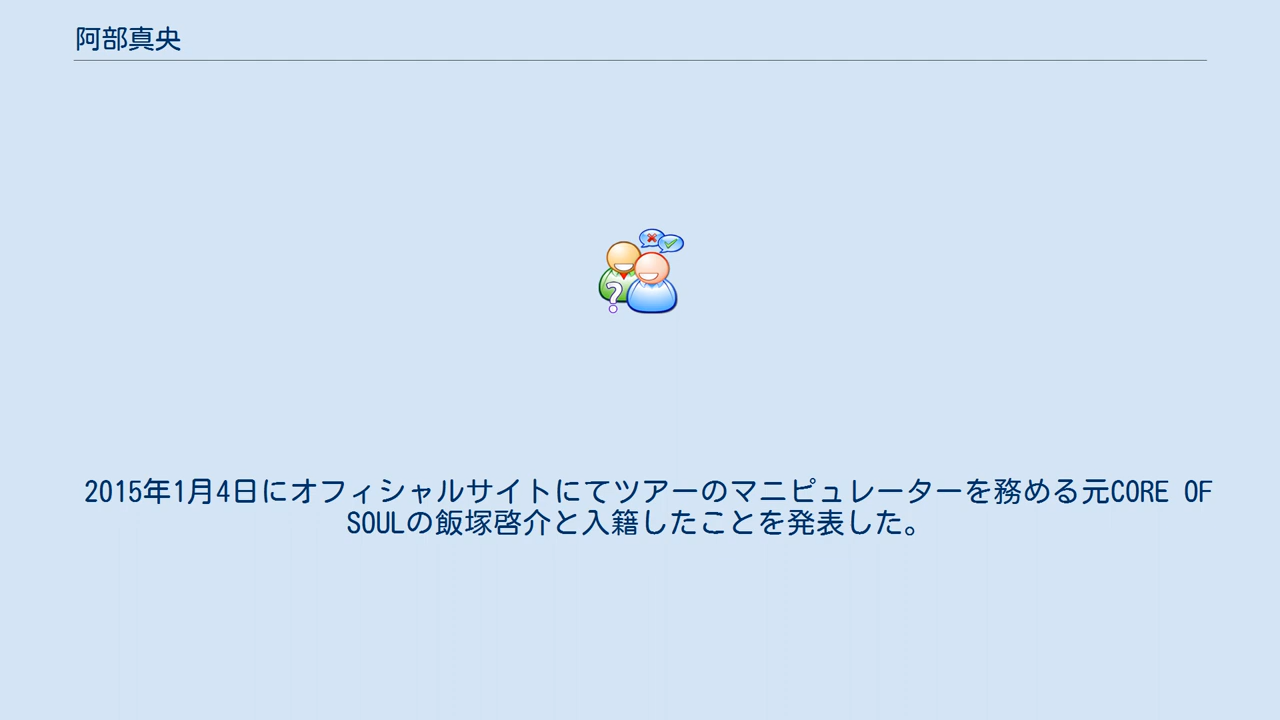 阿部真央
2015年1月4日にオフィシャルサイトにてツアーのマニピュレーターを務める元CORE OF
SOULの飯塚啓介と入籍したことを発表した。